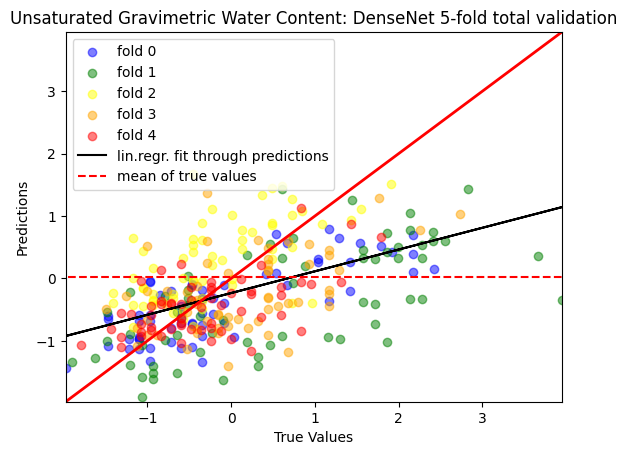 Unsaturated Gravimetric Water Content: DenseNet 5-fold total validation
fold 0
fold 1
fold 2
fold 3
fold 4
lin.regr. fit through predictions
mean of true values
Predictions
3
2
1
0
−1
−1
0
1
2
3
True Values